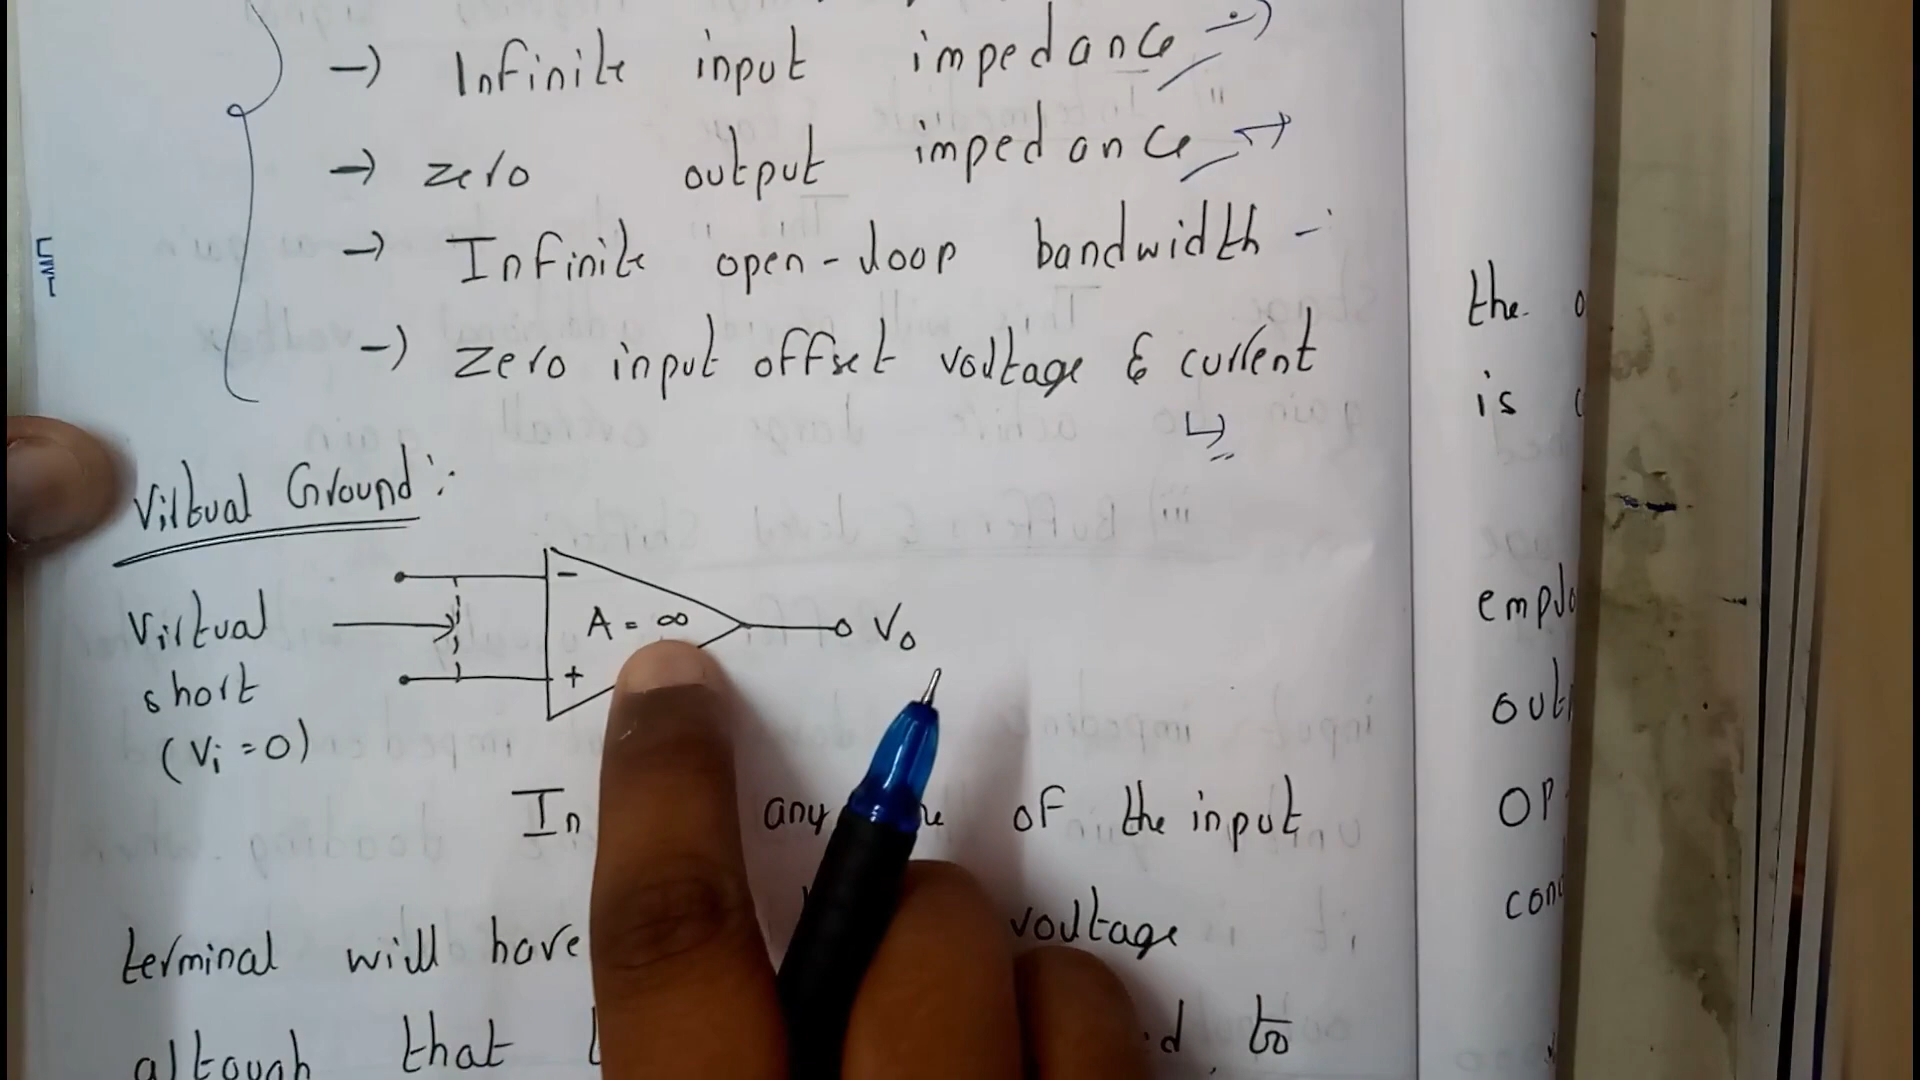 → Infinite input impedance
→ zero output impedance
→ Infinite open-loop bandwidth -
→ zero input offset voltage & current
Virtual Ground :-
Virtual
short
(Vi = 0)
-
A = ∞
+
Vo
In any of the input
terminal will have voltage
altough that to
the
is
empl
out
OP
con